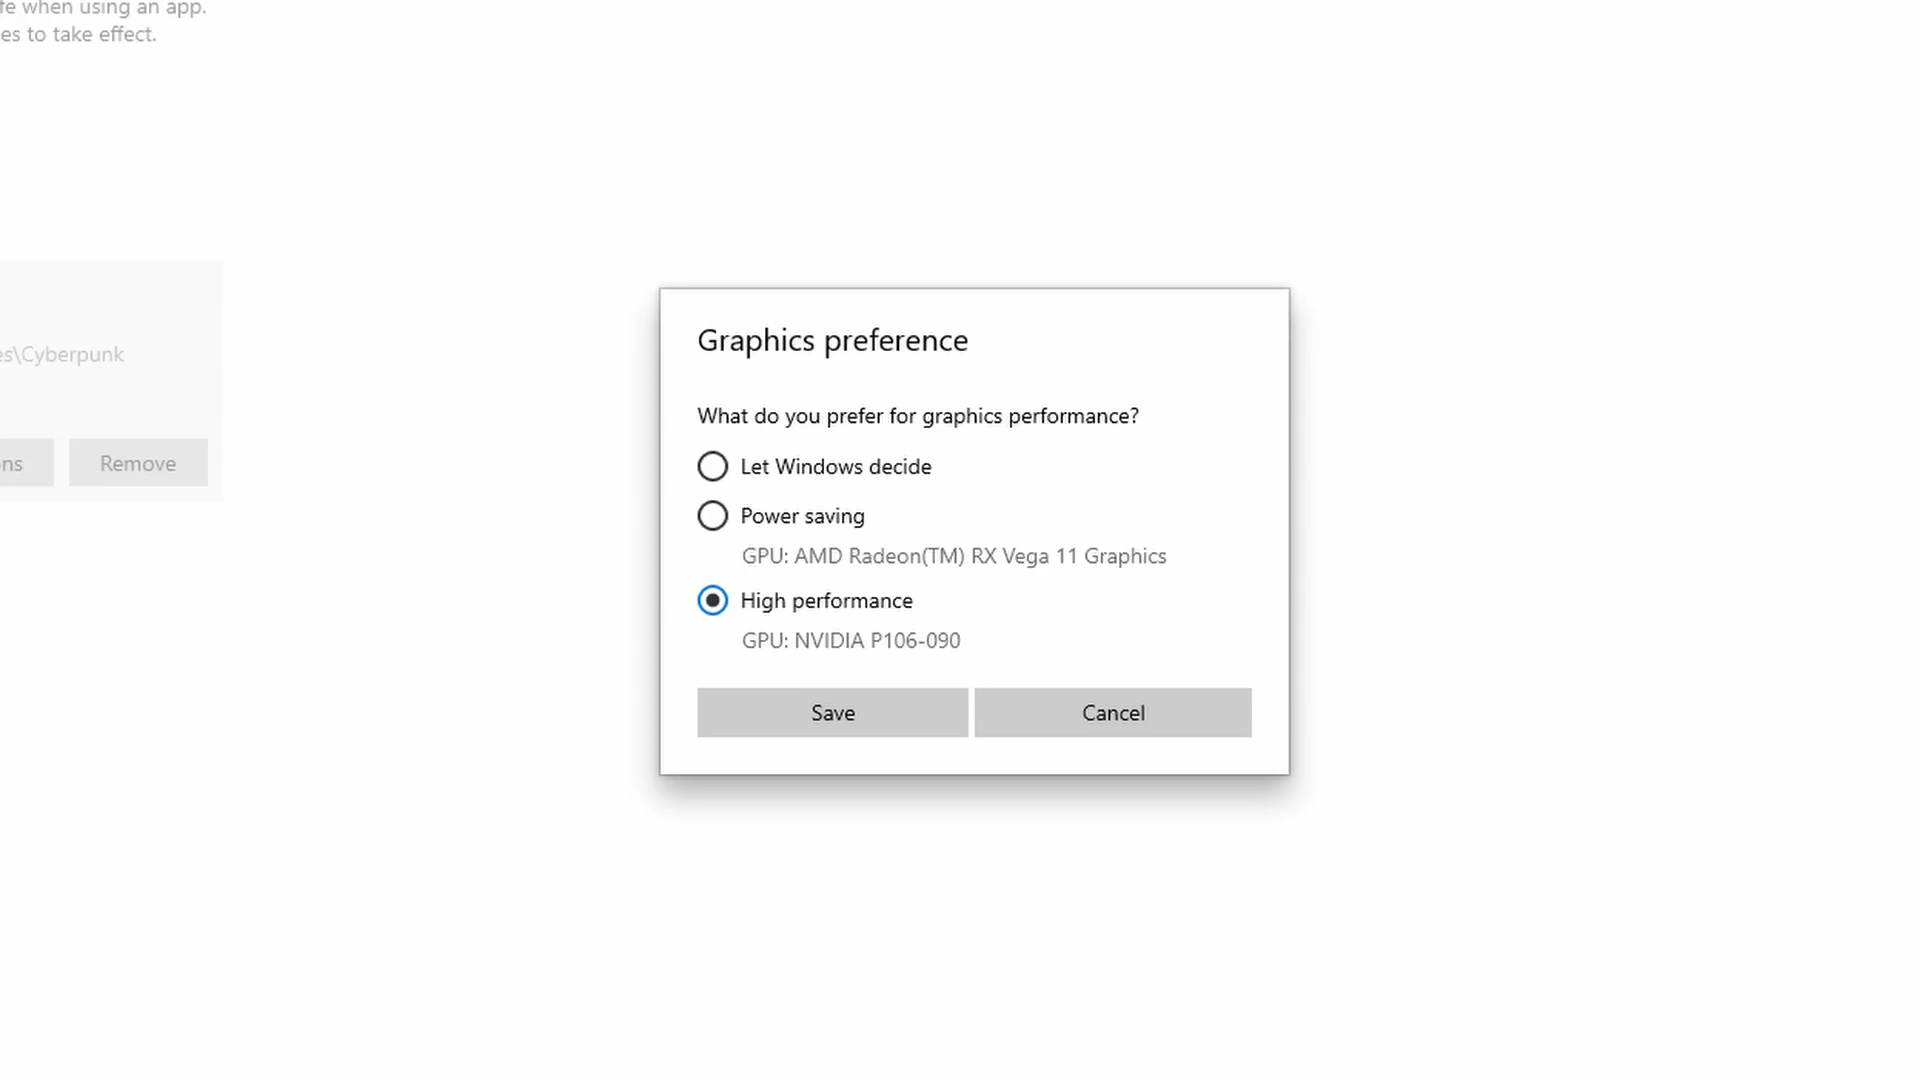 fe when using an app.
es to take effect.
es\Cyberpunk
ns
Remove
Graphics preference
What do you prefer for graphics performance?
Let Windows decide
Power saving
GPU: AMD Radeon(TM) RX Vega 11 Graphics
High performance
GPU: NVIDIA P106-090
Save
Cancel